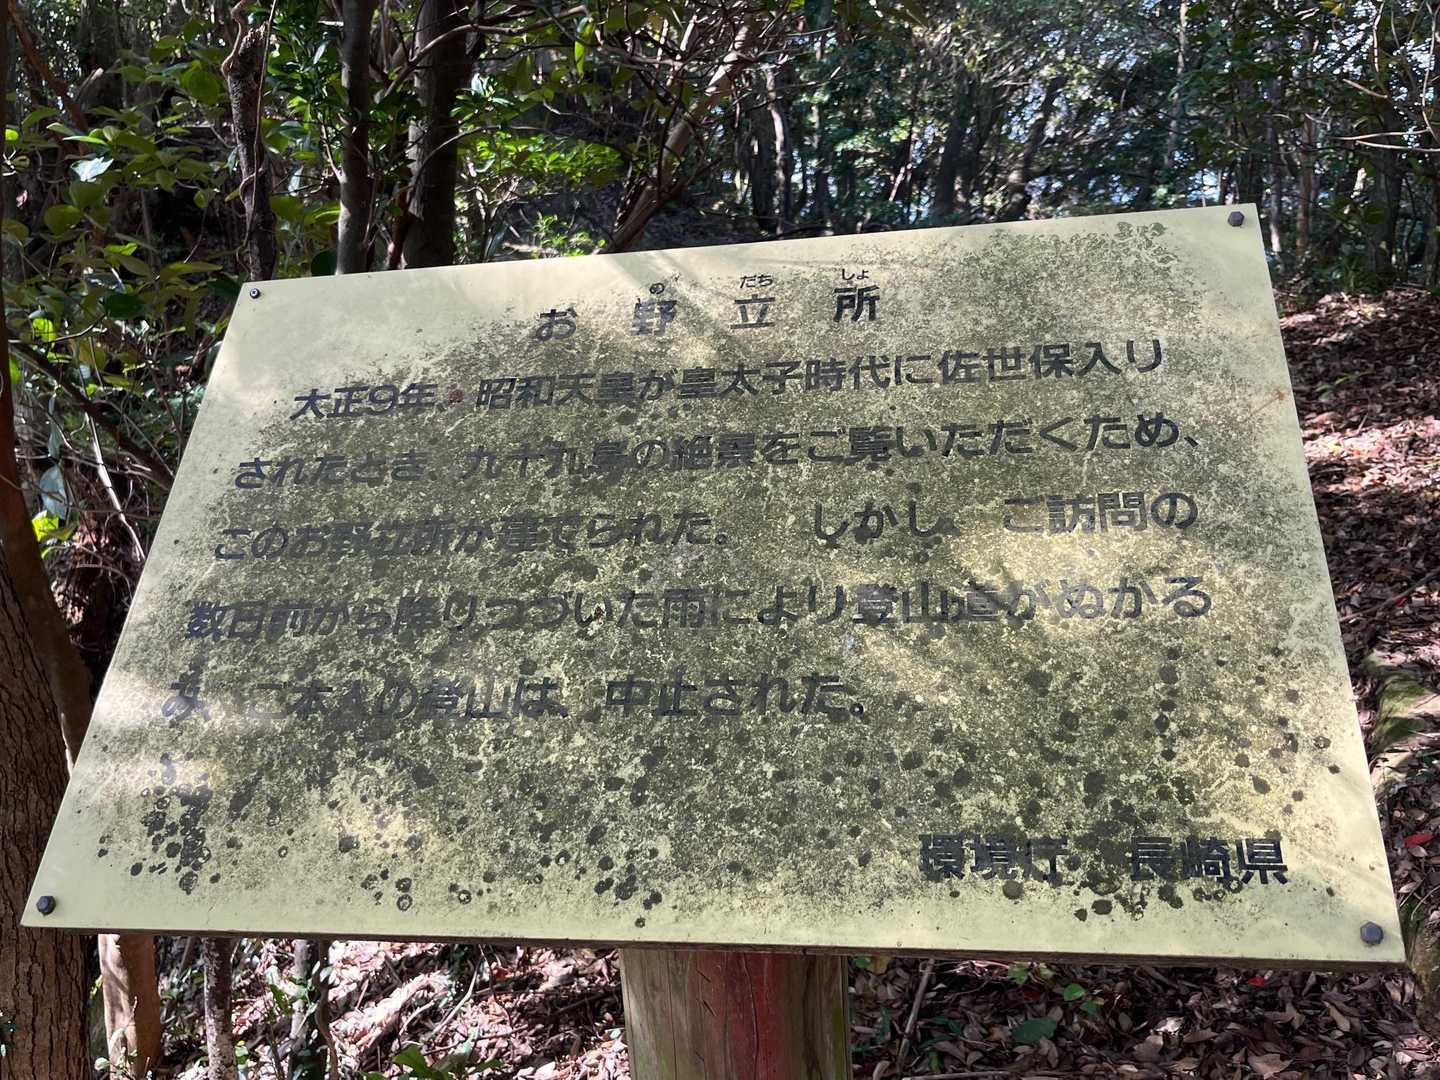 お野立所
大正9年、昭和天皇が皇太子時代に佐世保入り
されたとき、九十九島の絶景をご覧いただくため、
このお野立所が建てられた。 しかし、ご訪問の
数日前から降りつづいた雨により登山道がぬかる
み、ご本人の登山は、中止された。
環境庁 長崎県